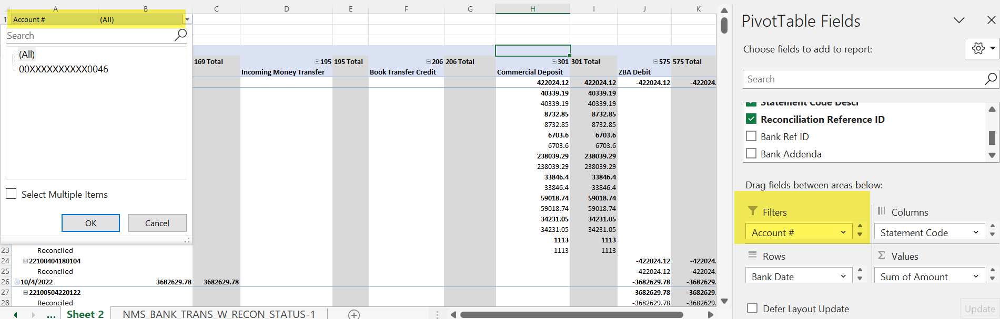 A B C D E F G H I J K
1 Account # (All)
Search
(All)
00XXXXXXXXXX0046
Select Multiple Items
OK Cancel
169 Total 195 195 Total 206 206 Total 301 301 Total 575 575 Total
Incoming Money Transfer Book Transfer Credit Commercial Deposit ZBA Debit
422024.12 422024.12 -422024.12 -422024.
40339.19 40339.19
40339.19 40339.19
8732.85 8732.85
8732.85 8732.85
6703.6 6703.6
6703.6 6703.6
238039.29 238039.29
238039.29 238039.29
33846.4 33846.4
33846.4 33846.4
59018.74 59018.74
59018.74 59018.74
34231.05 34231.05
34231.05 34231.05
1113 1113
23 Reconciled 1113 1113
24 22100404180104 -422024.12 -422024.
25 Reconciled -422024.12 -422024.
26 10/4/2022 3682629.78 3682629.78 -3682629.78 -3682629.
27 22100504220122 -3682629.78 -3682629.
28 Reconciled -3682629.78 -3682629.
... Sheet 2 NMS_BANK_TRANS_W_RECON_STATUS-1
PivotTable Fields
Choose fields to add to report:
Search
Statement Code Descr
Reconciliation Reference ID
Bank Ref ID
Bank Addenda
Drag fields between areas below:
Filters
Account #
Columns
Statement Code
Rows
Bank Date
Values
Sum of Amount
Defer Layout Update Update